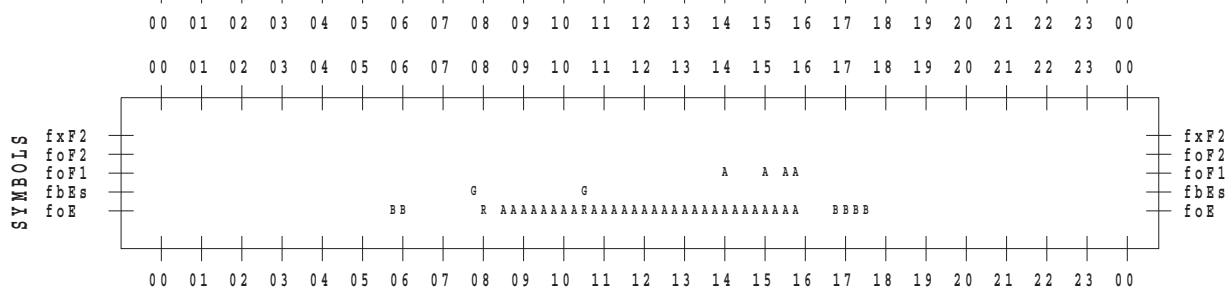 00 01 02 03 04 05 06 07 08 09 10 11 12 13 14 15 16 17 18 19 20 21 22 23 00
00 01 02 03 04 05 06 07 08 09 10 11 12 13 14 15 16 17 18 19 20 21 22 23 00
SYMBOLS
fxF2 fxF2
foF2 foF2
foF1 A A AA foF1
fbEs G G fbEs
foE BB R AAAAAAAARAAAAAAAAAAAAAAAAAAAAA BBBB foE
00 01 02 03 04 05 06 07 08 09 10 11 12 13 14 15 16 17 18 19 20 21 22 23 00